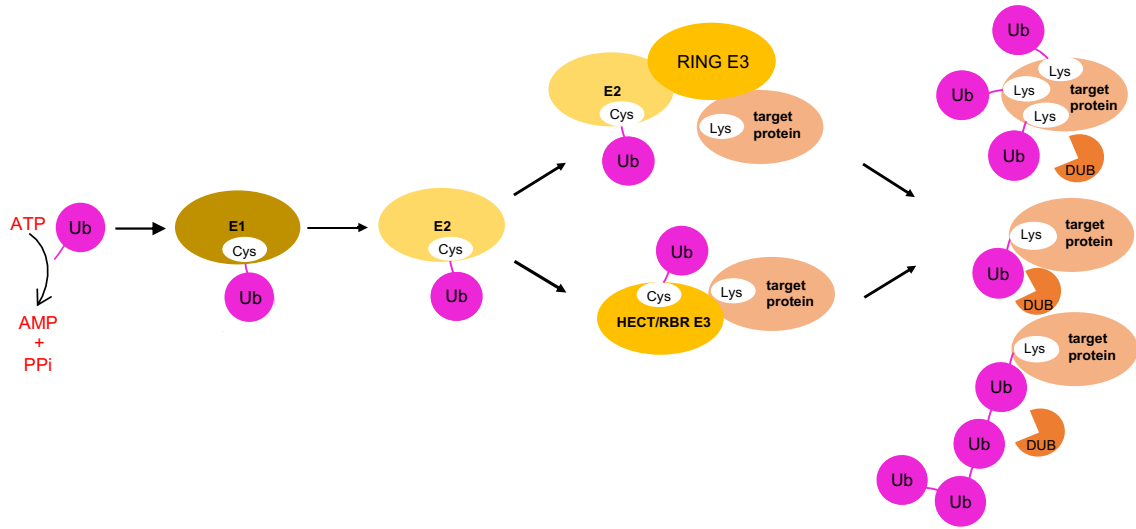 ATP
Ub
AMP
+
PPi
E1
Cys
Ub
E2
Cys
Ub
RING E3
E2
Cys
Ub
Lys
target
protein
Ub
Cys
HECT/RBR E3
Lys
target
protein
Ub
Ub
Ub
Lys
Lys
Lys
target
protein
DUB
Lys
target
protein
Ub
DUB
Lys
target
protein
Ub
Ub
DUB
Ub
Ub